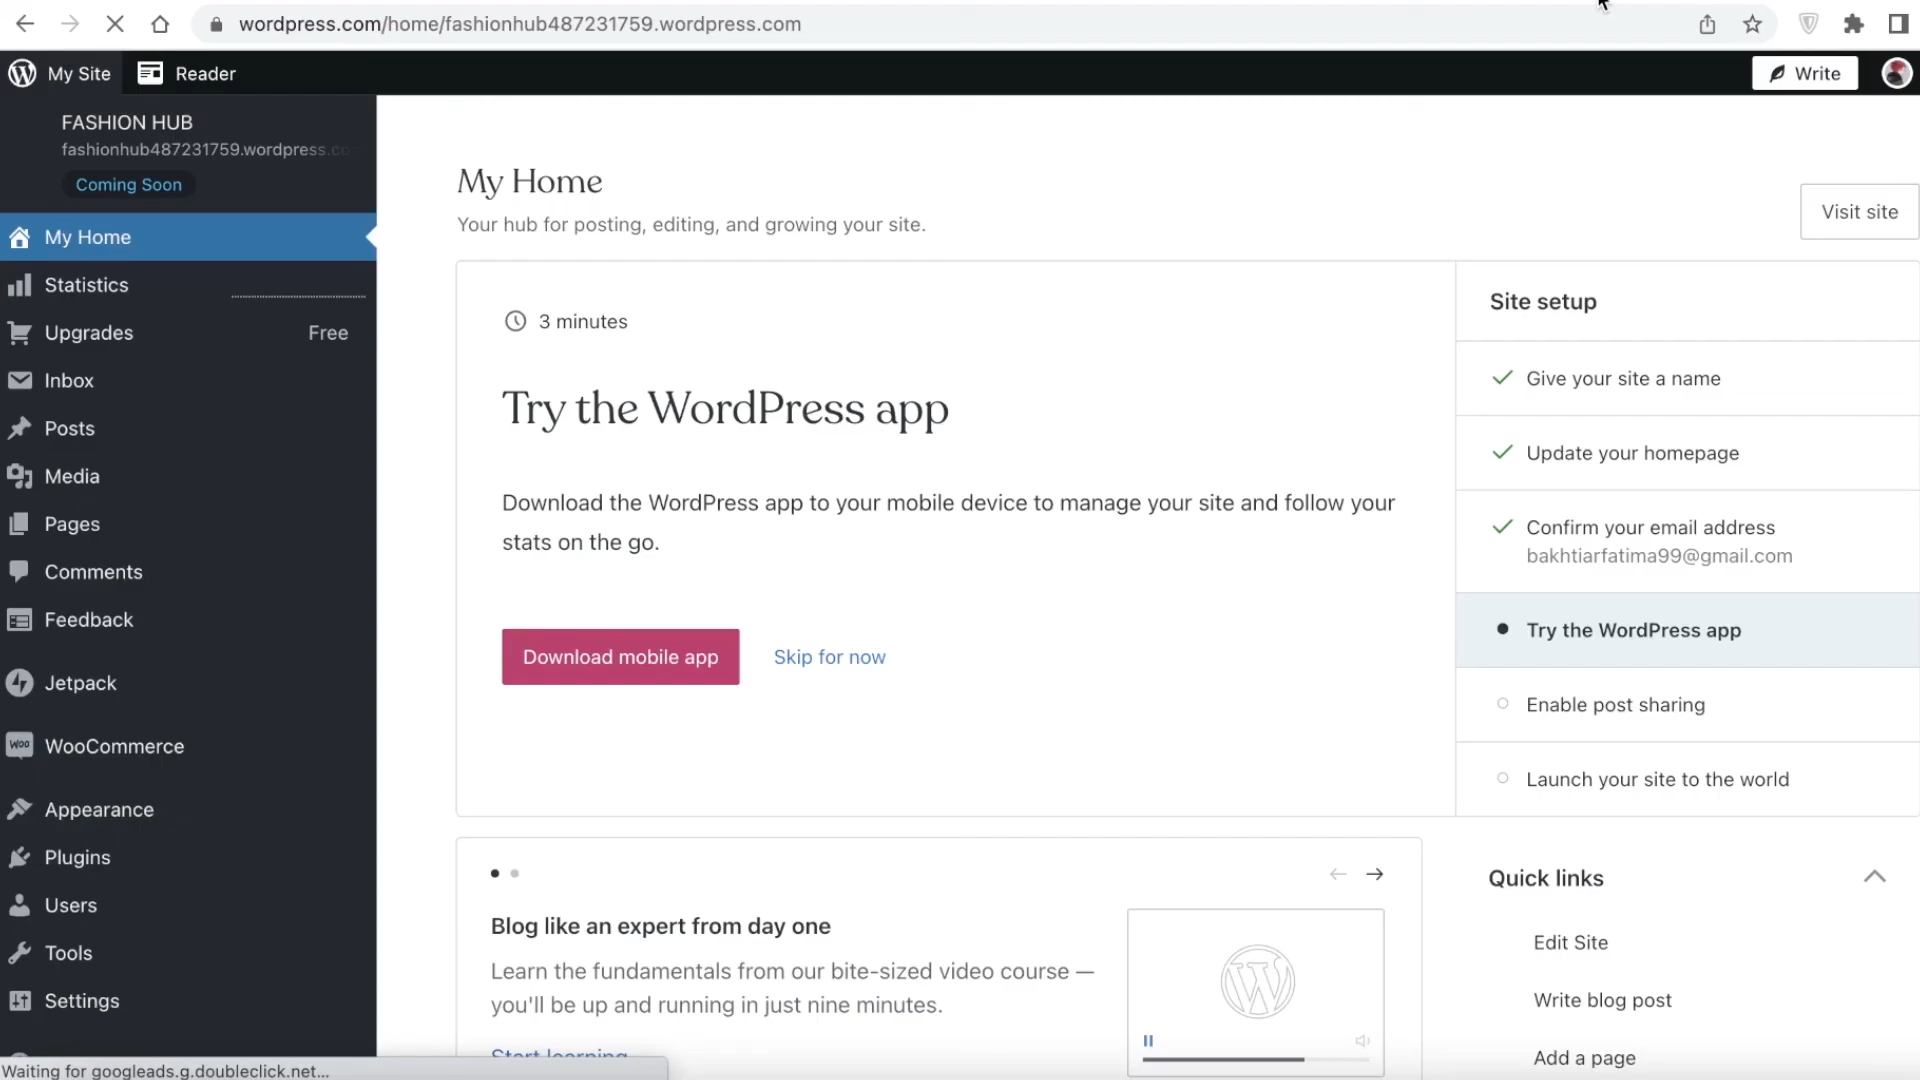 wordpress.com/home/fashionhub487231759.wordpress.com
My Site
Reader
Write
FASHION HUB
fashionhub487231759.wordpress.co
Coming Soon
My Home
Statistics
Upgrades
Free
Inbox
Posts
Media
Pages
Comments
Feedback
Jetpack
WOO
WooCommerce
Appearance
Plugins
Users
Tools
Settings
Waiting for googleads.g.doubleclick.net...
My Home
Your hub for posting, editing, and growing your site.
Visit site
3 minutes
Try the WordPress app
Download the WordPress app to your mobile device to manage your site and follow your
stats on the go.
Download mobile app
Skip for now
Site setup
Give your site a name
Update your homepage
Confirm your email address
bakhtiarfatima99@gmail.com
Try the WordPress app
Enable post sharing
Launch your site to the world
Blog like an expert from day one
Learn the fundamentals from our bite-sized video course —
you'll be up and running in just nine minutes.
Start learning
Quick links
Edit Site
Write blog post
Add a page